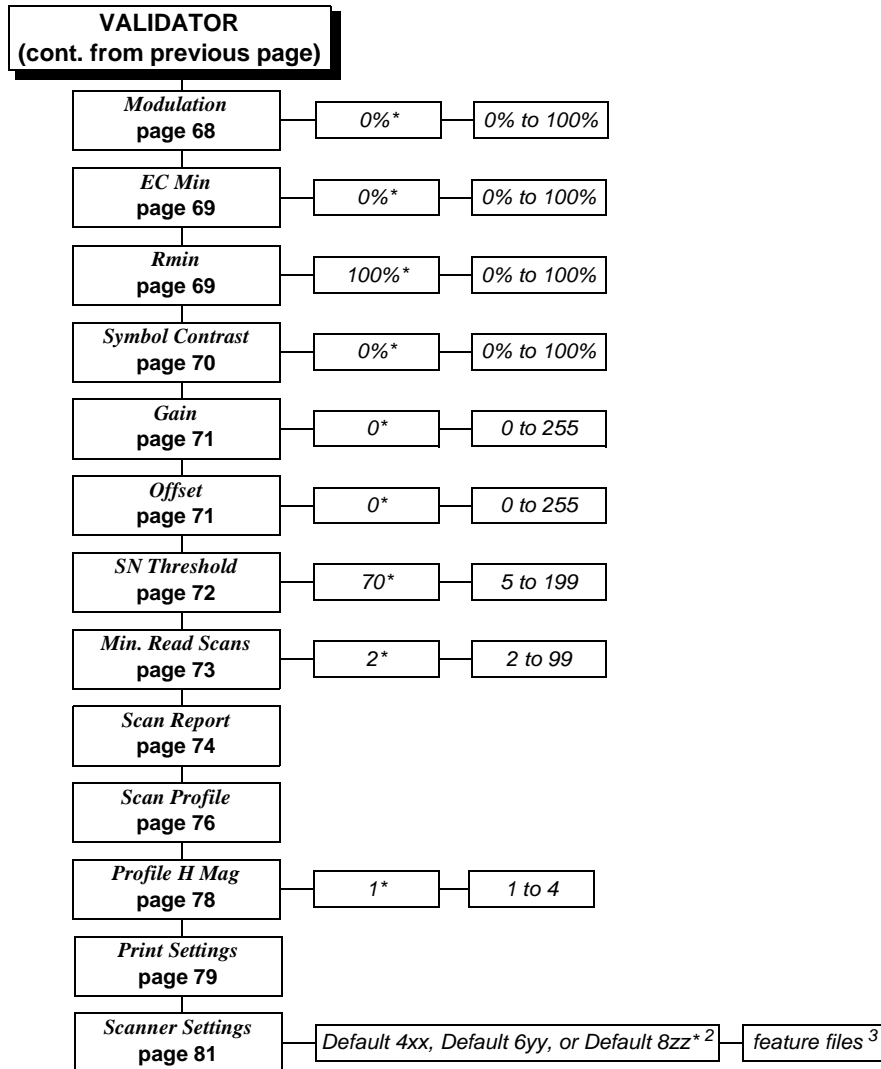 VALIDATOR
(cont. from previous page)
Modulation
page 68
0%*
0% to 100%
EC Min
page 69
0%*
0% to 100%
Rmin
page 69
100%*
0% to 100%
Symbol Contrast
page 70
0%*
0% to 100%
Gain
page 71
0*
0 to 255
Offset
page 71
0*
0 to 255
SN Threshold
page 72
70*
5 to 199
Min. Read Scans
page 73
2*
2 to 99
Scan Report
page 74
Scan Profile
page 76
Profile H Mag
page 78
1*
1 to 4
Print Settings
page 79
Scanner Settings
page 81
Default 4xx, Default 6yy, or Default 8zz* 2
feature files 3